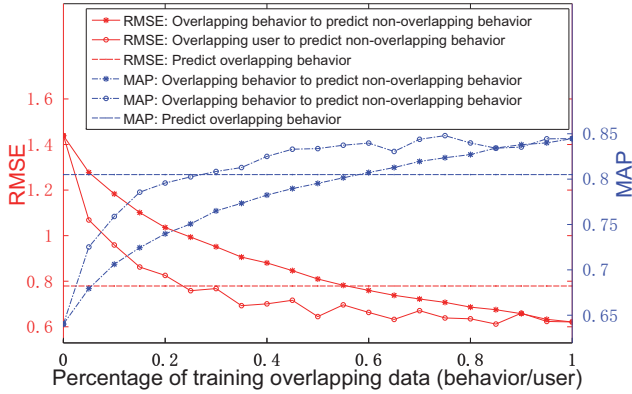 RMSE: Overlapping behavior to predict non-overlapping behavior
RMSE: Overlapping user to predict non-overlapping behavior
RMSE: Predict overlapping behavior
MAP: Overlapping behavior to predict non-overlapping behavior
MAP: Overlapping behavior to predict non-overlapping behavior
MAP: Predict overlapping behavior
1.6
1.4
1.2
1
0.8
0.6
RMSE
0.85
0.8
0.75
0.7
0.65
MAP
0 0.2 0.4 0.6 0.8 1
Percentage of training overlapping data (behavior/user)